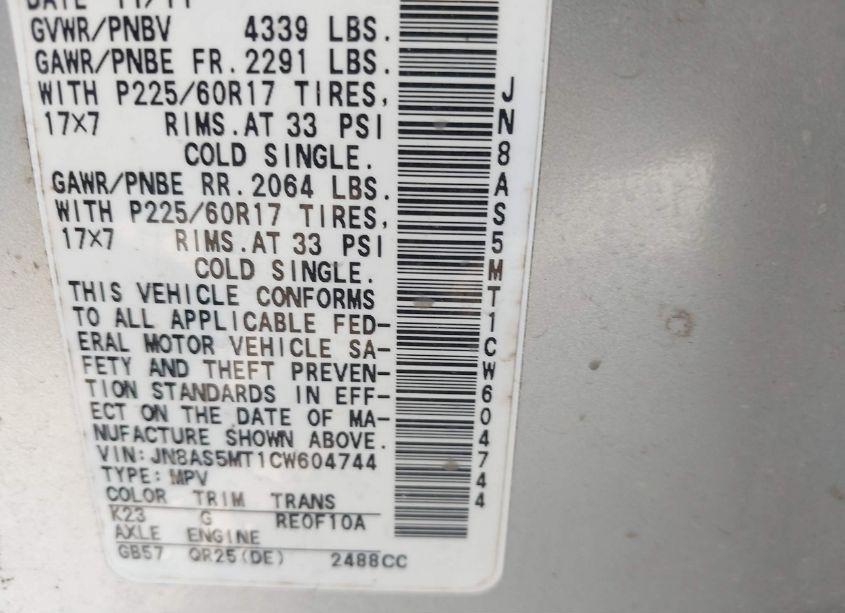 DATE 11/11
GVWR/PNBV 4339 LBS.
GAWR/PNBE FR.2291 LBS.
WITH P225/60R17 TIRES,
17X7 RIMS.AT 33 PSI
COLD SINGLE.
GAWR/PNBE RR.2064 LBS.
WITH P225/60R17 TIRES,
17X7 RIMS.AT 33 PSI
COLD SINGLE.
THIS VEHICLE CONFORMS
TO ALL APPLICABLE FED-
ERAL MOTOR VEHICLE SA-
FETY AND THEFT PREVEN-
TION STANDARDS IN EFF-
ECT ON THE DATE OF MA-
NUFACTURE SHOWN ABOVE.
VIN:JN8AS5MT1CW604744
TYPE:MPV
COLOR TRIM TRANS
K23 G RE0F10A
AXLE ENGINE
GB57 QR25(DE) 2488CC
JN8AS5MT1CW604744